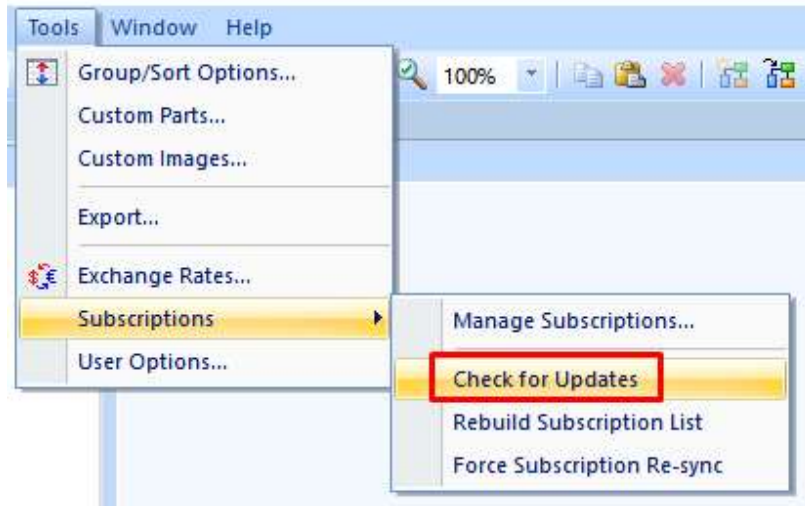 Tools Window Help
Group/Sort Options...
100%
Custom Parts...
Custom Images...
Export...
Exchange Rates...
Subscriptions
User Options...
Manage Subscriptions...
Check for Updates
Rebuild Subscription List
Force Subscription Re-sync